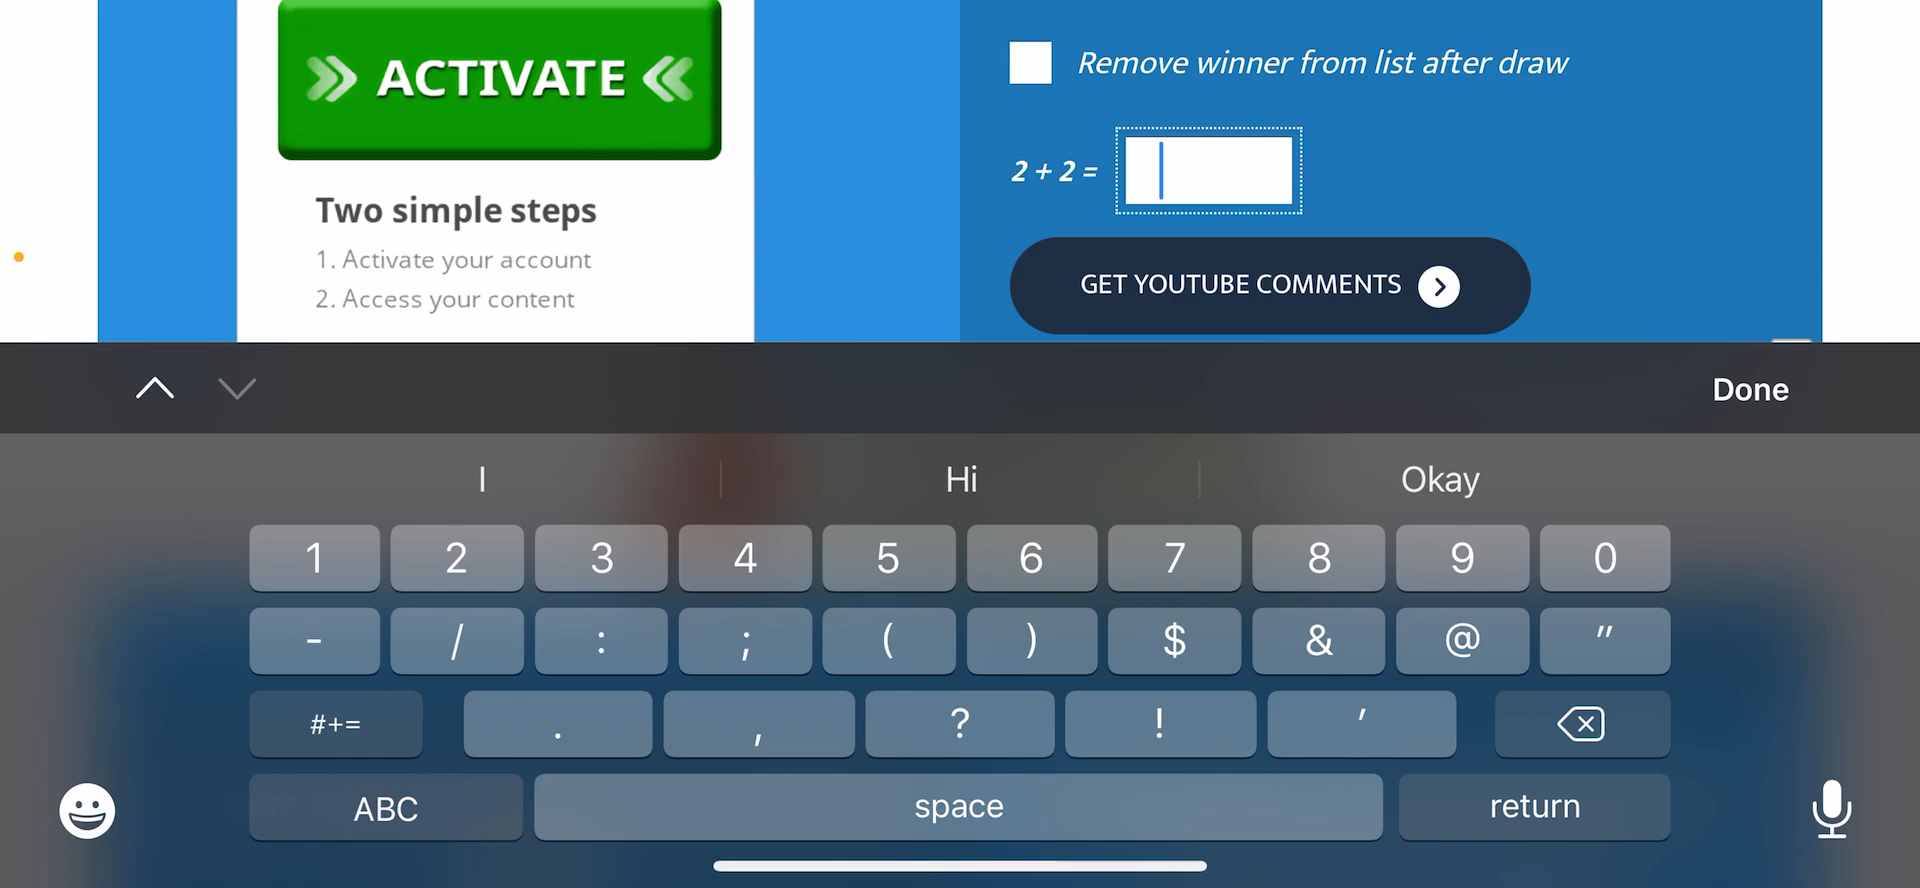 ACTIVATE
Two simple steps
1. Activate your account
2. Access your content
Remove winner from list after draw
2 + 2 =
GET YOUTUBE COMMENTS
Done
I
Hi
Okay
1 2 3 4 5 6 7 8 9 0
- / : ; ( ) $ & @ "
#+= . , ? ! '
ABC space return